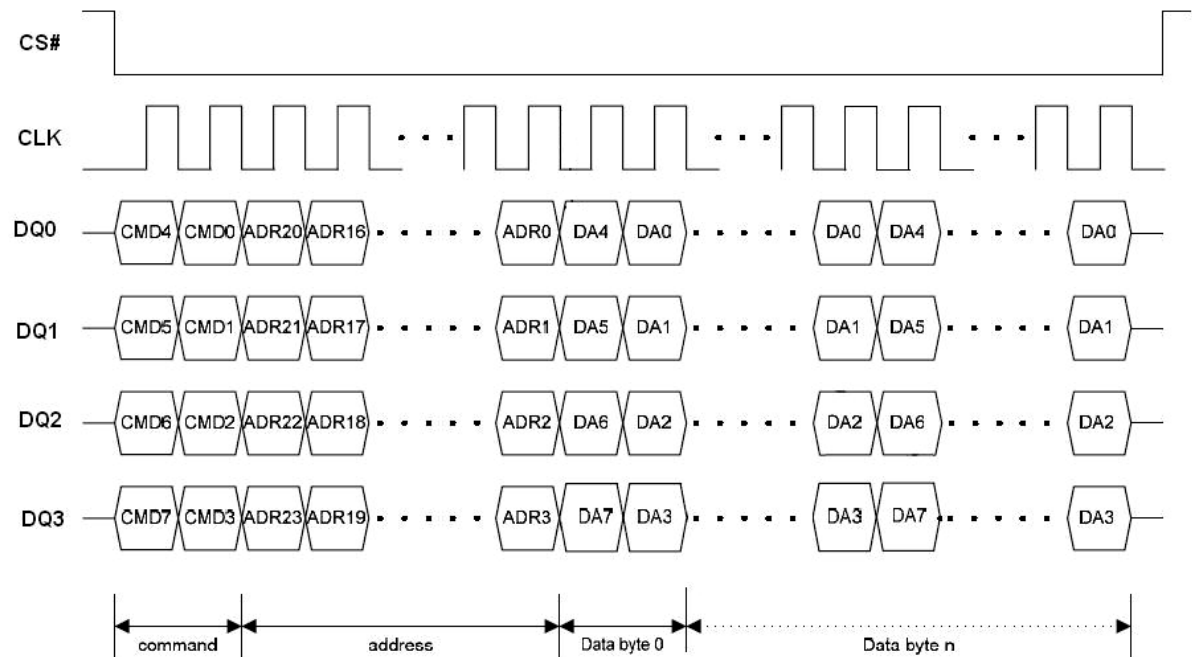 CS#
CLK
DQ0 CMD4 CMD0 ADR20 ADR16 ADR0 DA4 DA0 DA0 DA4 DA0
DQ1 CMD5 CMD1 ADR21 ADR17 ADR1 DA5 DA1 DA1 DA5 DA1
DQ2 CMD6 CMD2 ADR22 ADR18 ADR2 DA6 DA2 DA2 DA6 DA2
DQ3 CMD7 CMD3 ADR23 ADR19 ADR3 DA7 DA3 DA3 DA7 DA3
command address Data byte 0 Data byte n